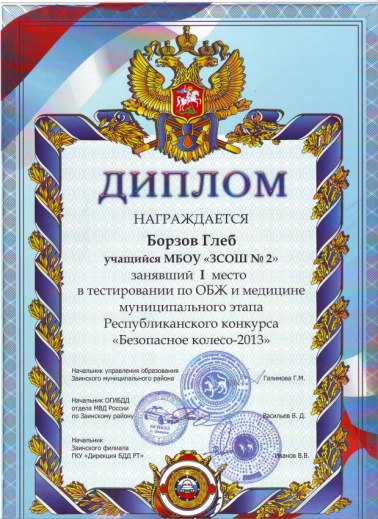 ДИПЛОМ
НАГРАЖДАЕТСЯ
Борзов Глеб
учащийся МБОУ «ЗСОШ № 2»
занявший I место
в тестировании по ОБЖ и медицине
муниципального этапа
Республиканского конкурса
«Безопасное колесо-2013»
Начальник управления образования
Заинского муниципального района
Галимова Г.М.
Начальник ОГИБДД
отдела МВД России
по Заинскому району
Васильев В. Д.
Начальник
Заинского филиала
ГКУ «Дирекция БДД РТ»
Иванов В.В.